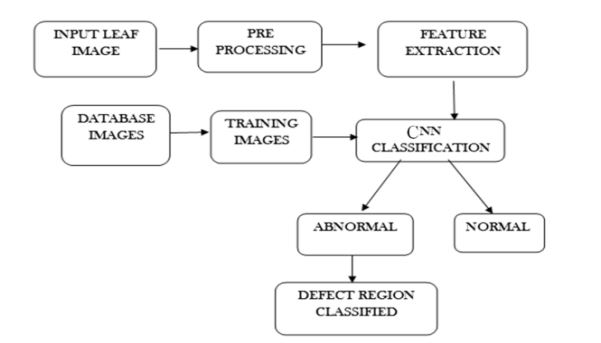 INPUT LEAF
IMAGE
PRE
PROCESSING
FEATURE
EXTRACTION
DATABASE
IMAGES
TRAINING
IMAGES
CNN
CLASSIFICATION
ABNORMAL
NORMAL
DEFECT REGION
CLASSIFIED